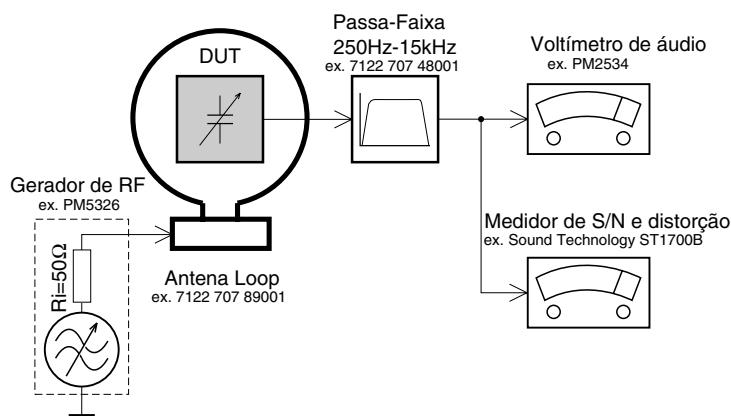 Passa-Faixa
250Hz-15kHz
ex. 7122 707 48001
DUT
Voltímetro de áudio
ex. PM2534
Gerador de RF
ex. PM5326
Ri=50Ω
Antena Loop
ex. 7122 707 89001
Medidor de S/N e distorção
ex. Sound Technology ST1700B